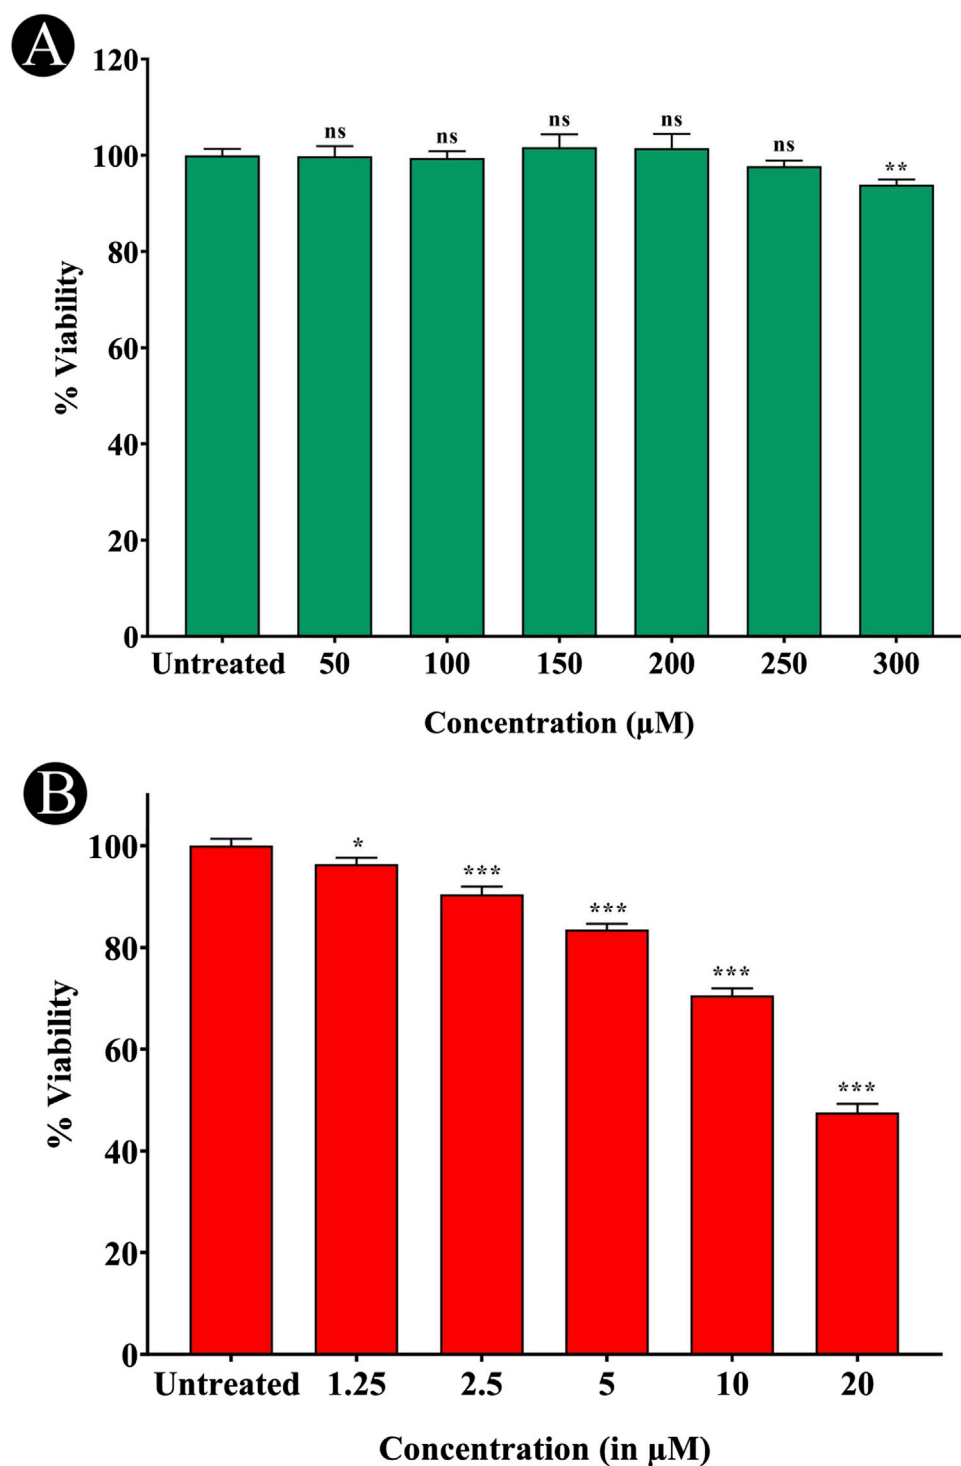 A
120
100
80
60
40
20
0
% Viability
ns
ns
ns
ns
ns
**
Untreated 50 100 150 200 250 300
Concentration (µM)
B
100
80
60
40
20
0
% Viability
*
***
***
***
***
Untreated 1.25 2.5 5 10 20
Concentration (in µM)